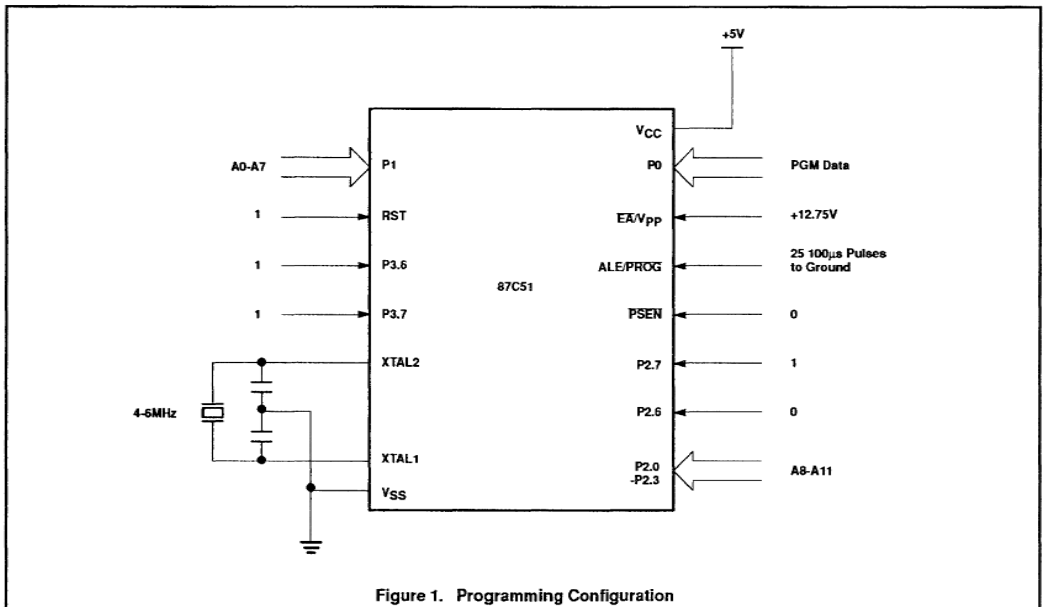 +5V
VCC
A0-A7
P1
P0
PGM Data
1
RST
EA/VPP
+12.75V
1
P3.6
ALE/PROG
25 100µs Pulses
to Ground
87C51
1
P3.7
PSEN
0
XTAL2
P2.7
1
4-6MHz
P2.6
0
XTAL1
P2.0
-P2.3
A8-A11
VSS
Figure 1. Programming Configuration